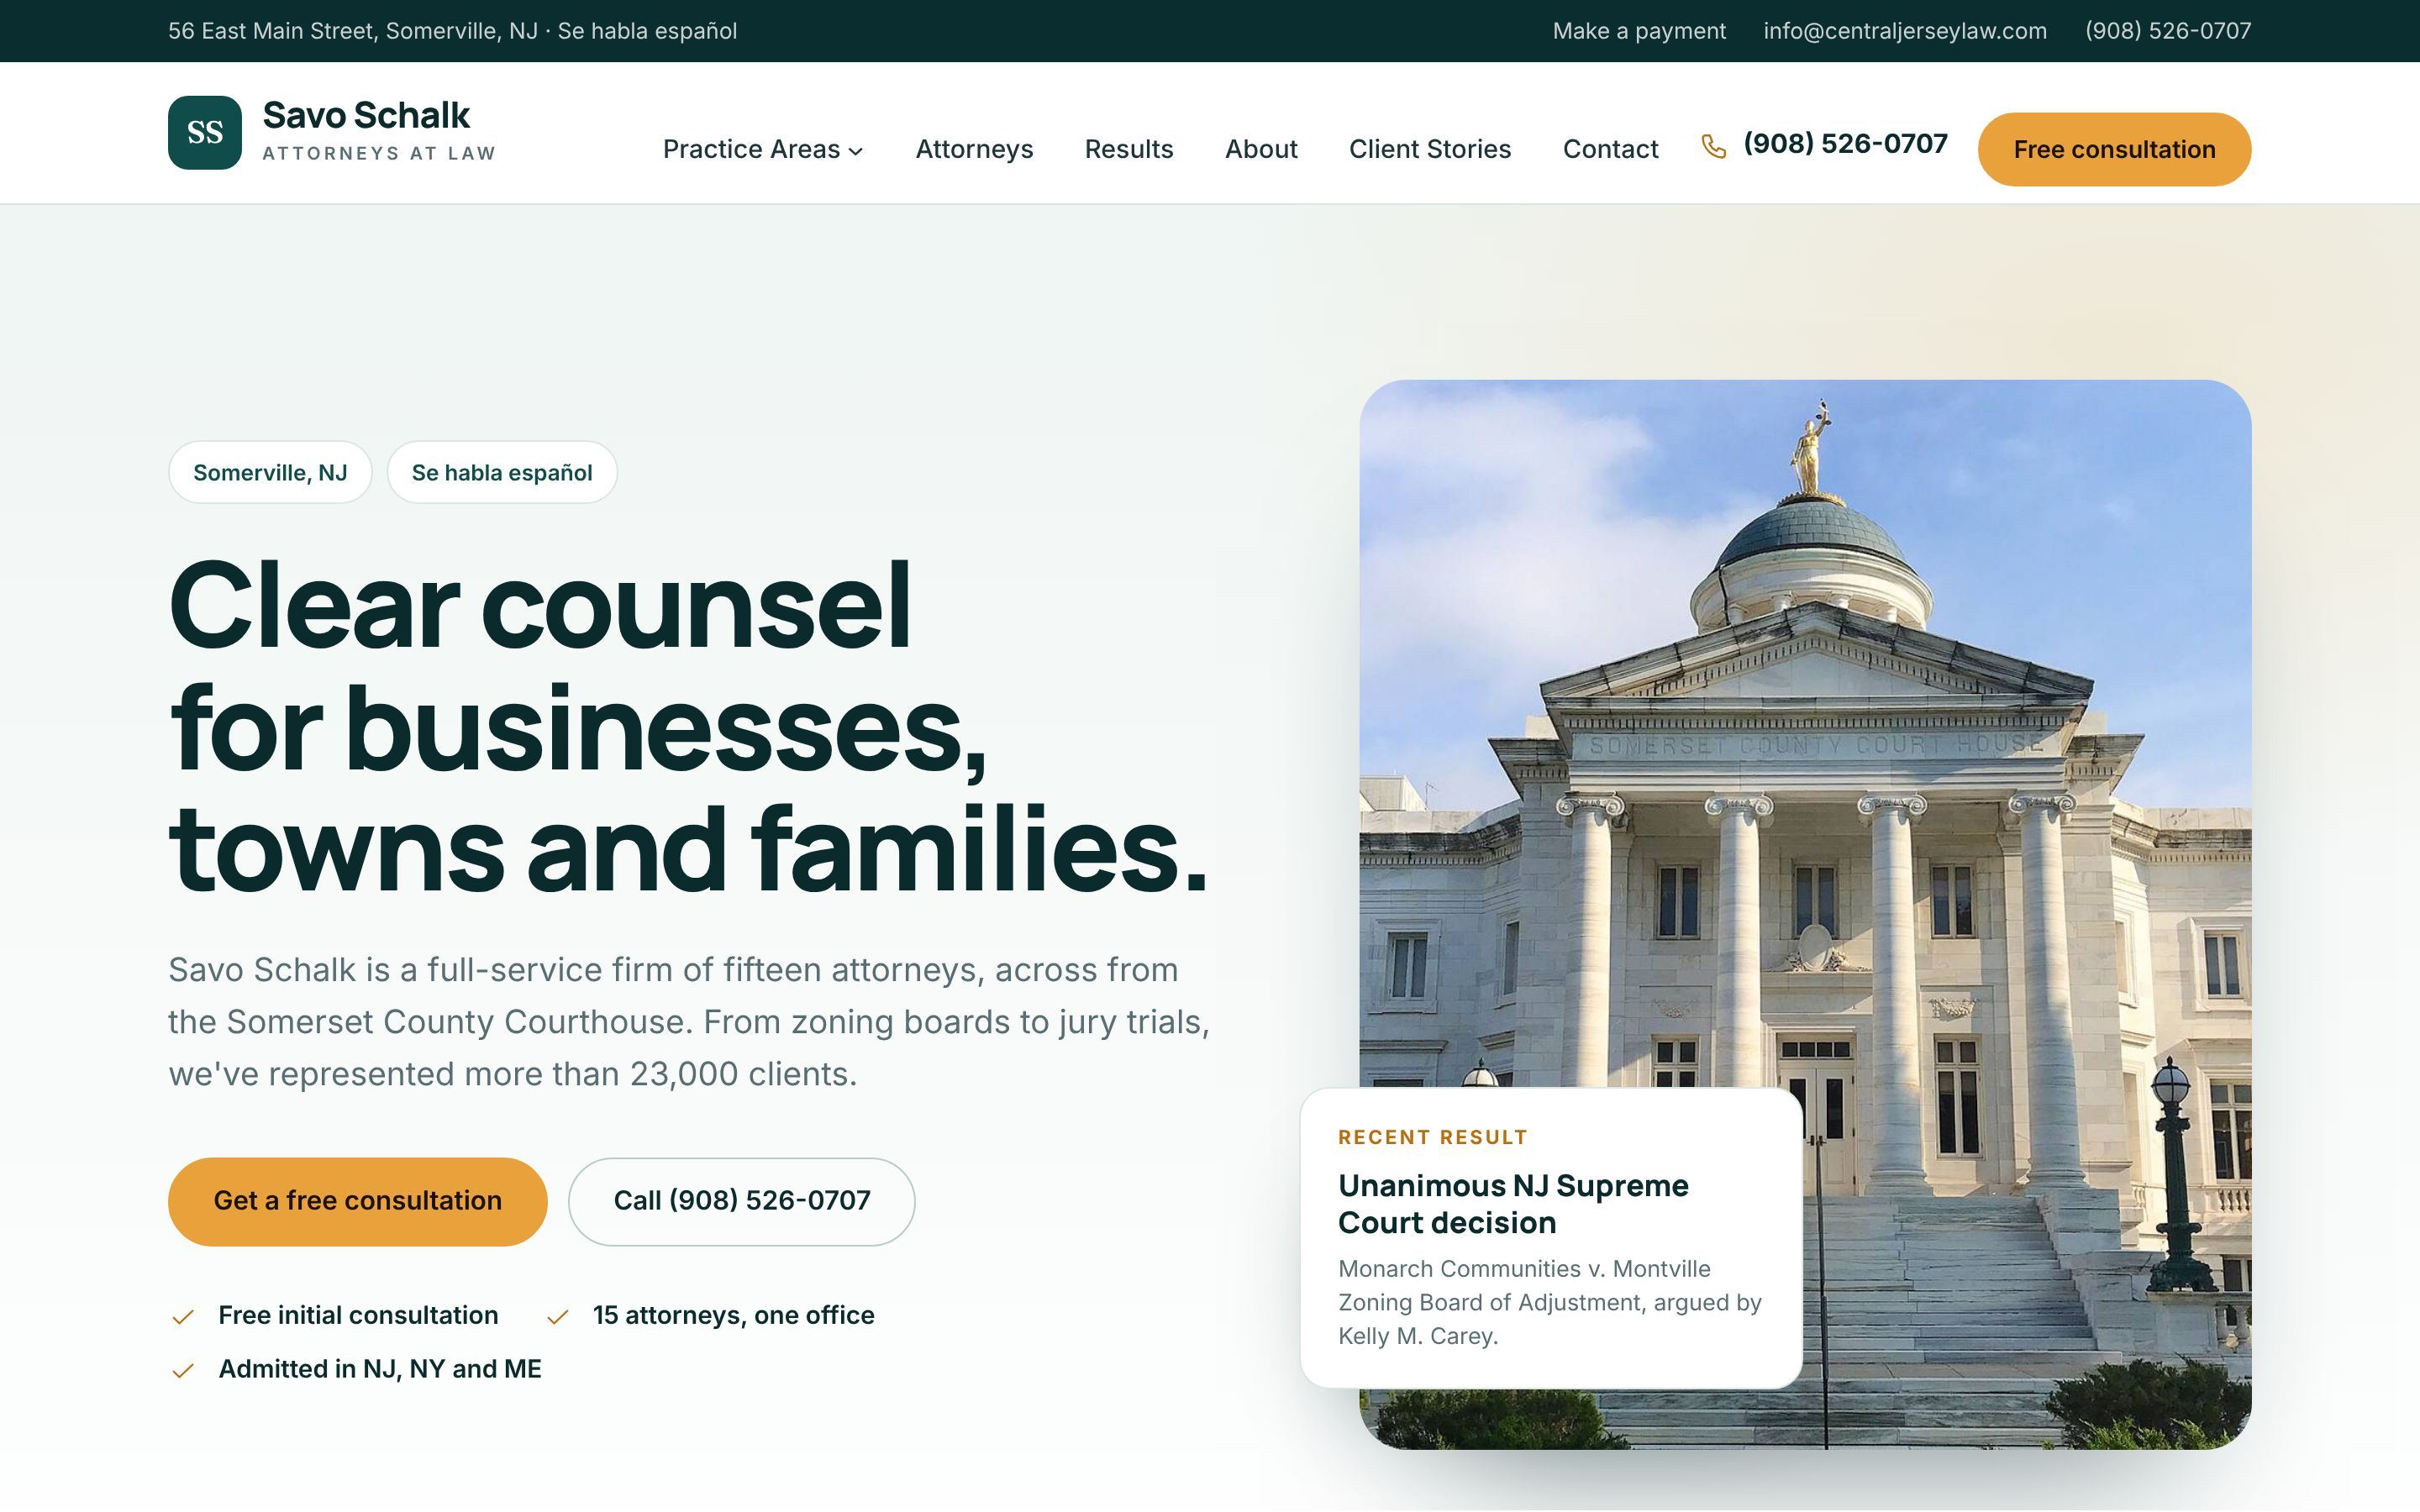 56 East Main Street, Somerville, NJ · Se habla español
Make a payment
info@centraljerseylaw.com
(908) 526-0707
SS
Savo Schalk
ATTORNEYS AT LAW
Practice Areas
Attorneys
Results
About
Client Stories
Contact
(908) 526-0707
Free consultation
Somerville, NJ
Se habla español
Clear counsel
for businesses,
towns and families.
Savo Schalk is a full-service firm of fifteen attorneys, across from
the Somerset County Courthouse. From zoning boards to jury trials,
we've represented more than 23,000 clients.
Get a free consultation
Call (908) 526-0707
Free initial consultation
15 attorneys, one office
Admitted in NJ, NY and ME
SOMERSET COUNTY COURT HOUSE
RECENT RESULT
Unanimous NJ Supreme
Court decision
Monarch Communities v. Montville
Zoning Board of Adjustment, argued by
Kelly M. Carey.